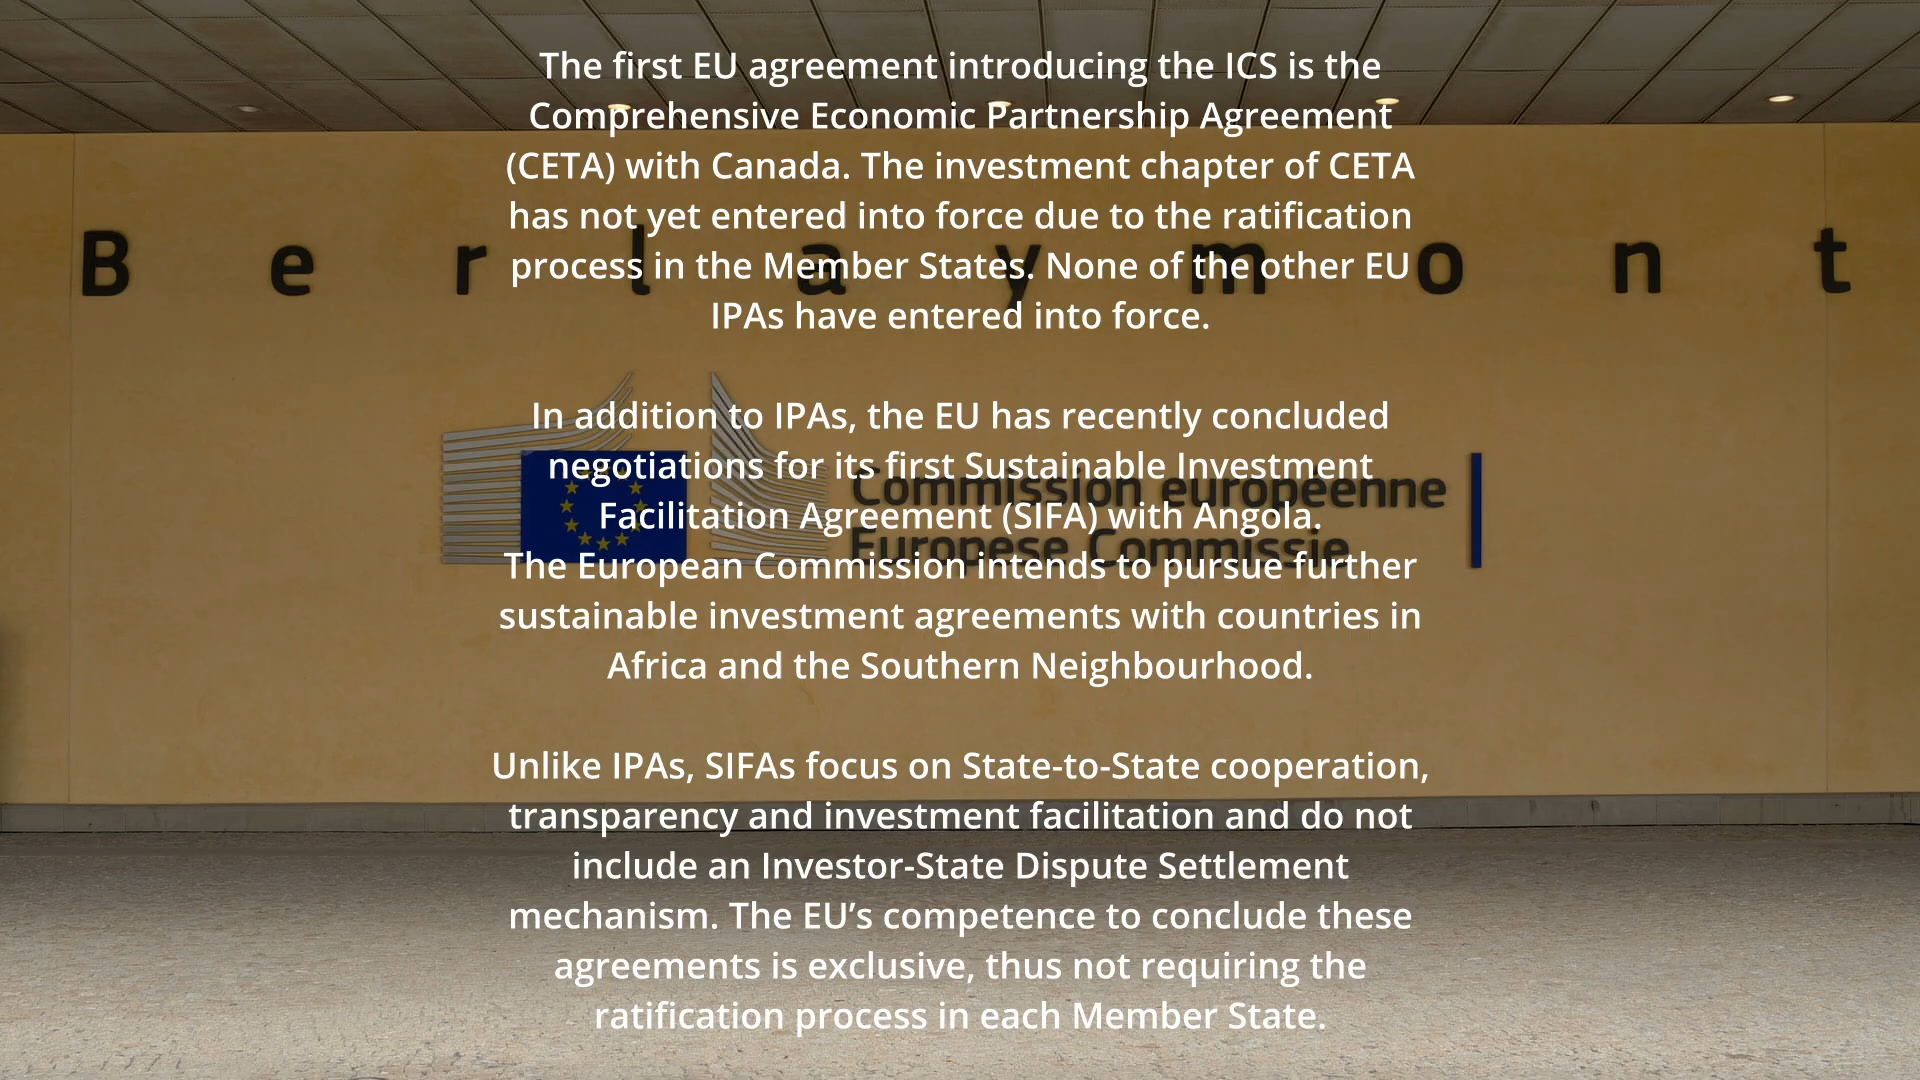 The first EU agreement introducing the ICS is the
Comprehensive Economic Partnership Agreement
(CETA) with Canada. The investment chapter of CETA
has not yet entered into force due to the ratification
process in the Member States. None of the other EU
IPAs have entered into force.
Berlaymont
In addition to IPAs, the EU has recently concluded
negotiations for its first Sustainable Investment
Facilitation Agreement (SIFA) with Angola.
The European Commission intends to pursue further
sustainable investment agreements with countries in
Africa and the Southern Neighbourhood.
Commission européenne
Europese Commissie
Unlike IPAs, SIFAs focus on State-to-State cooperation,
transparency and investment facilitation and do not
include an Investor-State Dispute Settlement
mechanism. The EU’s competence to conclude these
agreements is exclusive, thus not requiring the
ratification process in each Member State.